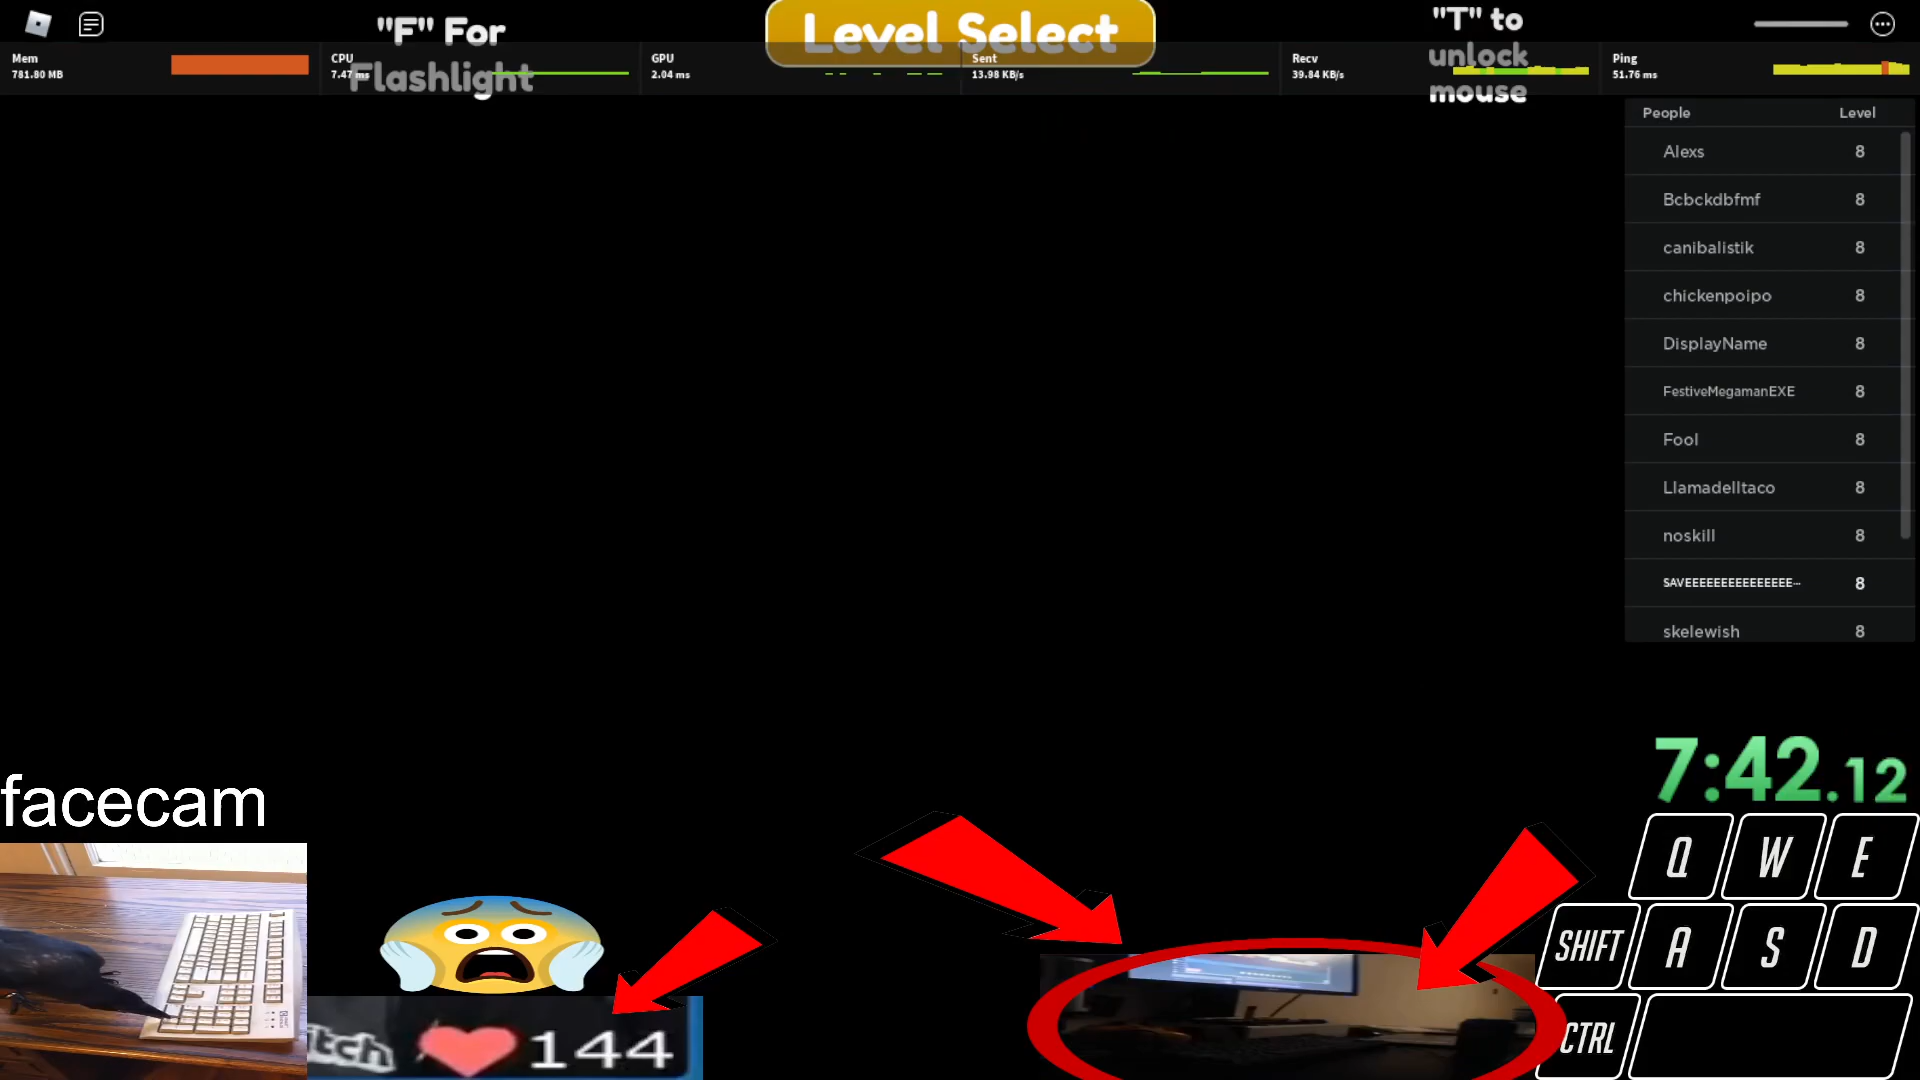 "F" For
Flashlight
Level Select
"T" to
unlock
mouse
Mem
781.80 MB
CPU
7.47 ms
GPU
2.04 ms
Sent
13.98 KB/s
Recv
39.84 KB/s
Ping
51.76 ms
People Level
Alexs 8
Bcbckdbfmf 8
canibalistik 8
chickenpoipo 8
DisplayName 8
FestiveMegamanEXE 8
Fool 8
Llamadelltaco 8
noskill 8
SAVEEEEEEEEEEEEEEE... 8
skelewish 8
7:42.12
facecam
itch 144
Q W E
SHIFT A S D
CTRL